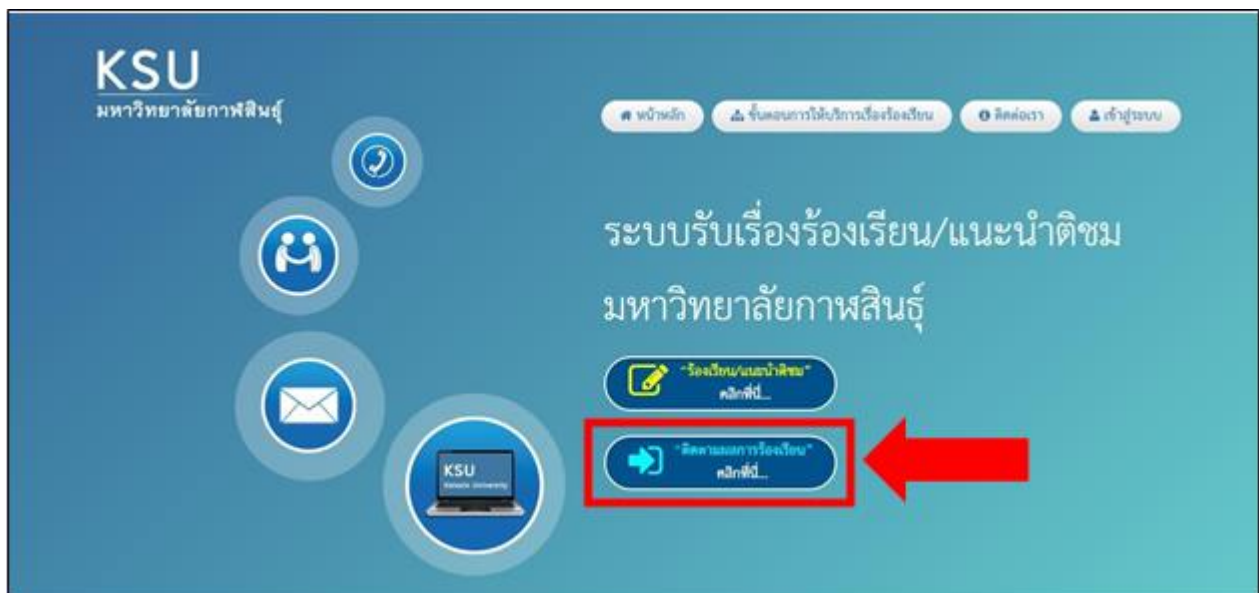 KSU
มหาวิทยาลัยกาฬสินธุ์
หน้าหลัก
ขั้นตอนการให้บริการเรื่องร้องเรียน
ติดต่อเรา
เข้าสู่ระบบ
ระบบรับเรื่องร้องเรียน/แนะนำติชม
มหาวิทยาลัยกาฬสินธุ์
"ร้องเรียน/แนะนำติชม"
คลิกที่นี่...
"ติดตามผลการร้องเรียน"
คลิกที่นี่...
KSU
Kalasin University